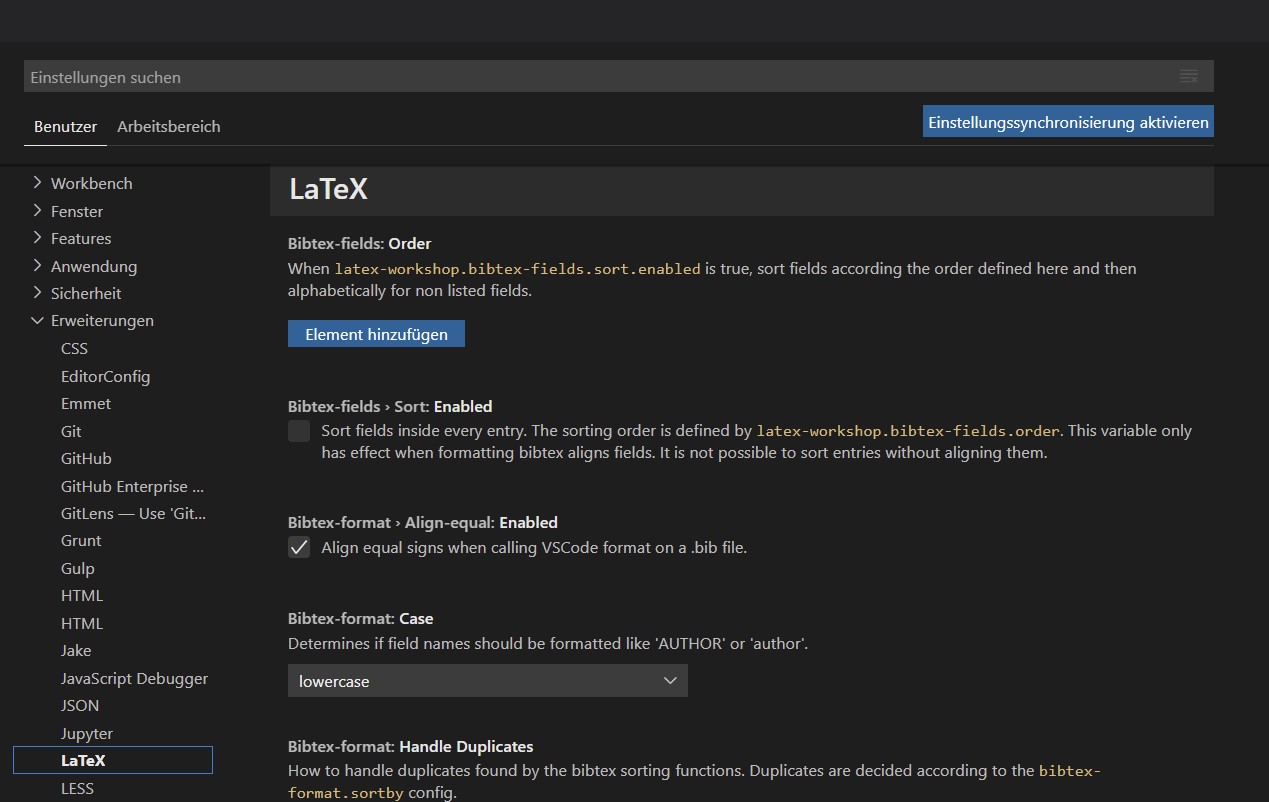 Einstellungen suchen
Benutzer Arbeitsbereich
Einstellungssynchronisierung aktivieren
Workbench
Fenster
Features
Anwendung
Sicherheit
Erweiterungen
CSS
EditorConfig
Emmet
Git
GitHub
GitHub Enterprise ...
GitLens — Use 'Git...
Grunt
Gulp
HTML
HTML
Jake
JavaScript Debugger
JSON
Jupyter
LaTeX
LESS
LaTeX
Bibtex-fields: Order
When latex-workshop.bibtex-fields.sort.enabled is true, sort fields according the order defined here and then
alphabetically for non listed fields.
Element hinzufügen
Bibtex-fields › Sort: Enabled
Sort fields inside every entry. The sorting order is defined by latex-workshop.bibtex-fields.order. This variable only
has effect when formatting bibtex aligns fields. It is not possible to sort entries without aligning them.
Bibtex-format › Align-equal: Enabled
Align equal signs when calling VSCode format on a .bib file.
Bibtex-format: Case
Determines if field names should be formatted like 'AUTHOR' or 'author'.
lowercase
Bibtex-format: Handle Duplicates
How to handle duplicates found by the bibtex sorting functions. Duplicates are decided according to the bibtex-
format.sortby config.